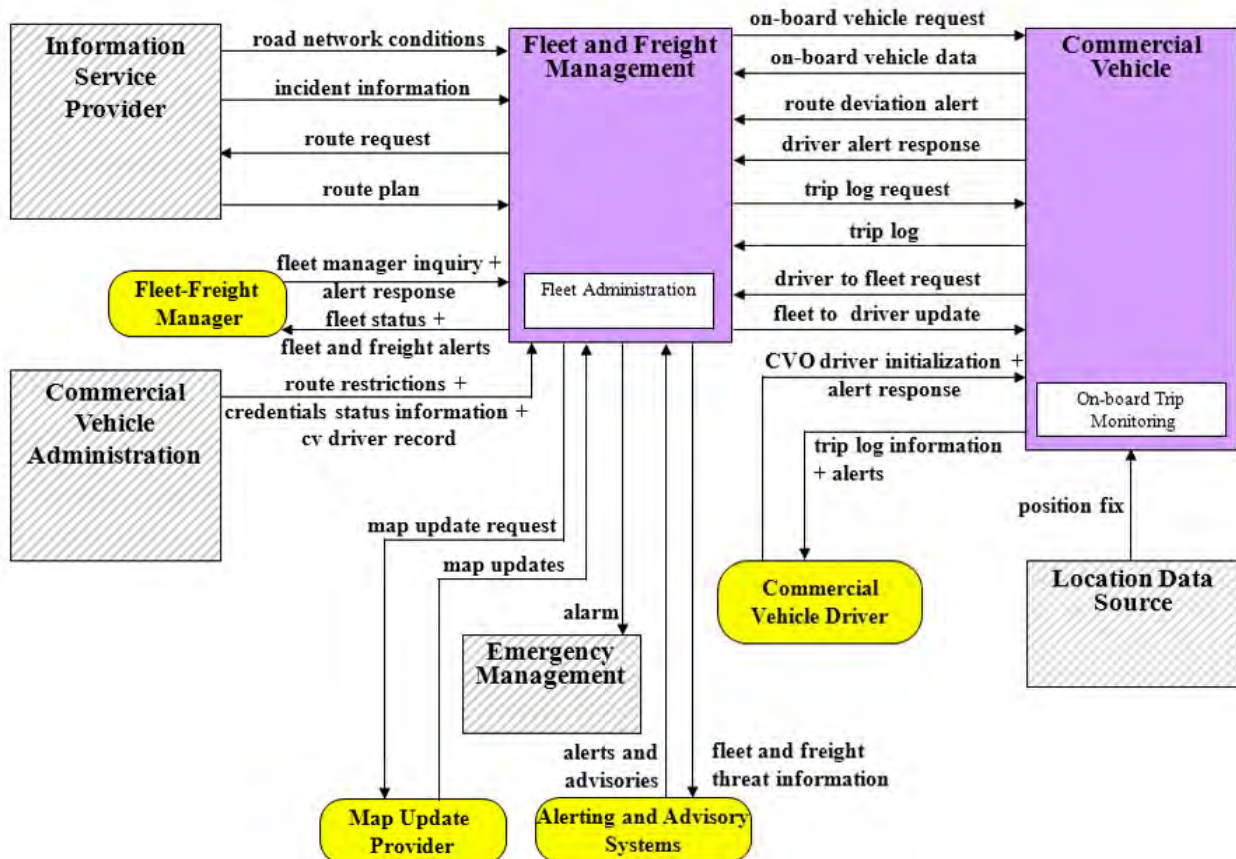 Information
Service
Provider
road network conditions
incident information
route request
route plan
Fleet and Freight
Management
Fleet Administration
on-board vehicle request
on-board vehicle data
route deviation alert
driver alert response
trip log request
trip log
driver to fleet request
fleet to driver update
Commercial
Vehicle
On-board Trip
Monitoring
Fleet-Freight
Manager
fleet manager inquiry +
alert response
fleet status +
fleet and freight alerts
Commercial
Vehicle
Administration
route restrictions +
credentials status information +
cv driver record
CVO driver initialization +
alert response
trip log information
+ alerts
position fix
map update request
map updates
alarm
Commercial
Vehicle Driver
Location Data
Source
Emergency
Management
alerts and
advisories
fleet and freight
threat information
Map Update
Provider
Alerting and Advisory
Systems